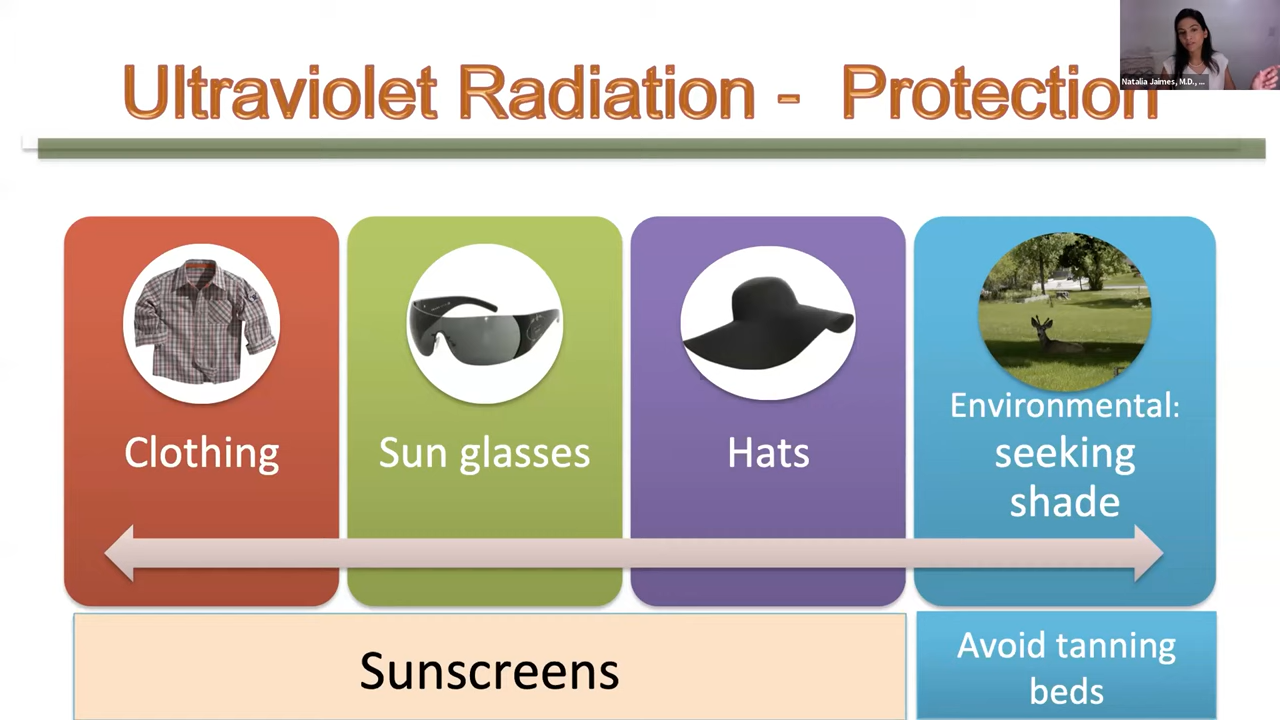 Natalia Jaimes, M.D., ...
Ultraviolet Radiation - Protection
Clothing
Sun glasses
Hats
Environmental:
seeking
shade
Sunscreens
Avoid tanning
beds